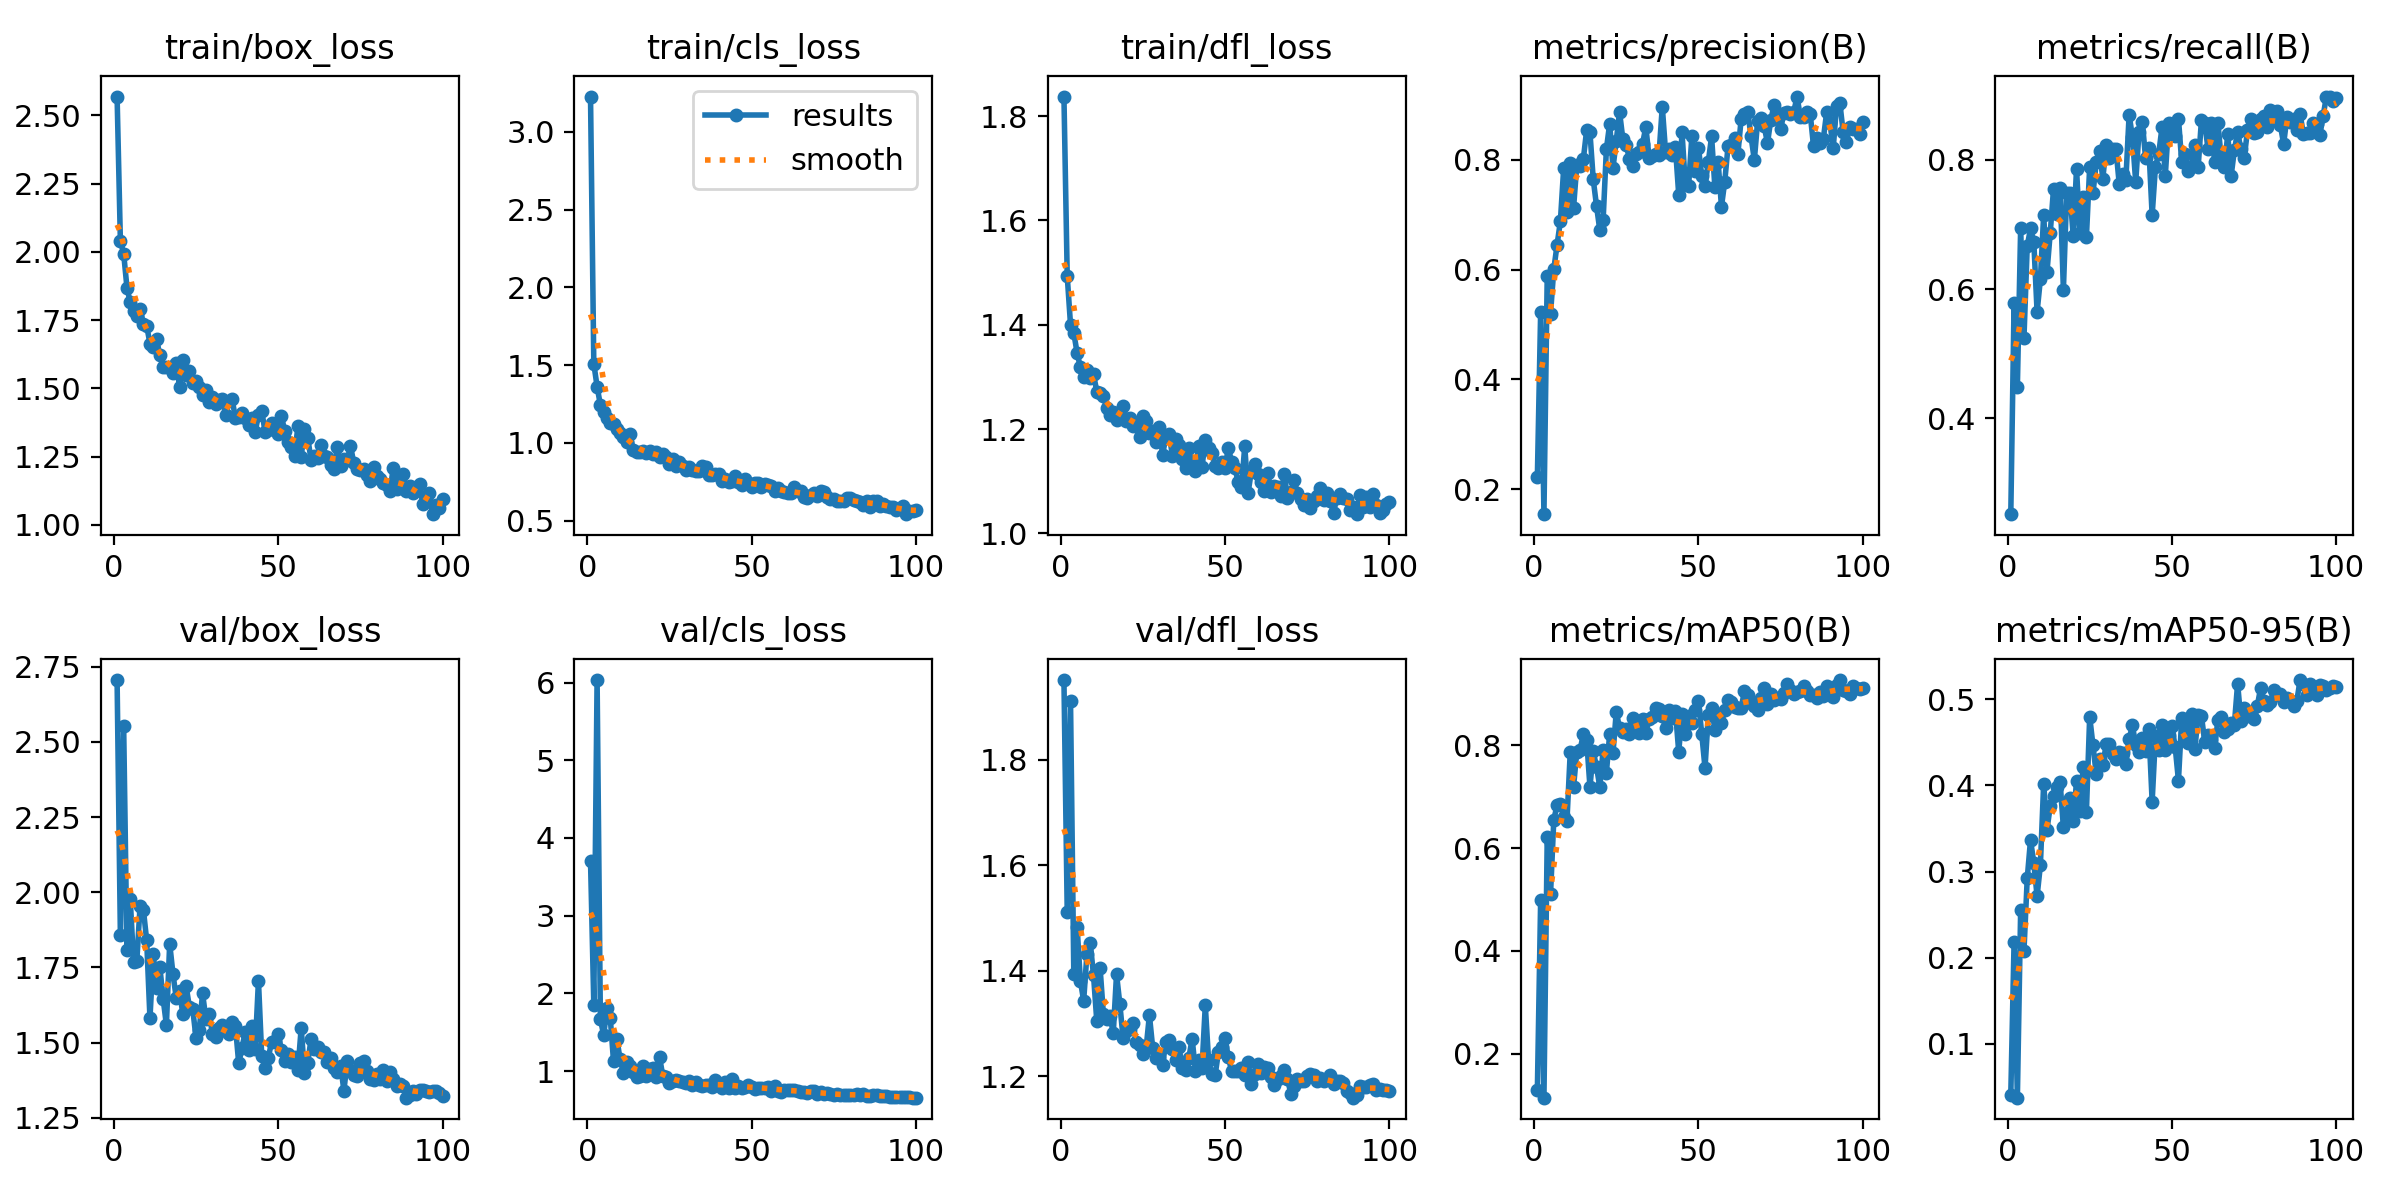 train/box_loss
2.50
2.25
2.00
1.75
1.50
1.25
1.00
0 50 100
train/cls_loss
results
smooth
3.0
2.5
2.0
1.5
1.0
0.5
0 50 100
train/dfl_loss
1.8
1.6
1.4
1.2
1.0
0 50 100
metrics/precision(B)
0.8
0.6
0.4
0.2
0 50 100
metrics/recall(B)
0.8
0.6
0.4
0 50 100
val/box_loss
2.75
2.50
2.25
2.00
1.75
1.50
1.25
0 50 100
val/cls_loss
6
5
4
3
2
1
0 50 100
val/dfl_loss
1.8
1.6
1.4
1.2
0 50 100
metrics/mAP50(B)
0.8
0.6
0.4
0.2
0 50 100
metrics/mAP50-95(B)
0.5
0.4
0.3
0.2
0.1
0 50 100